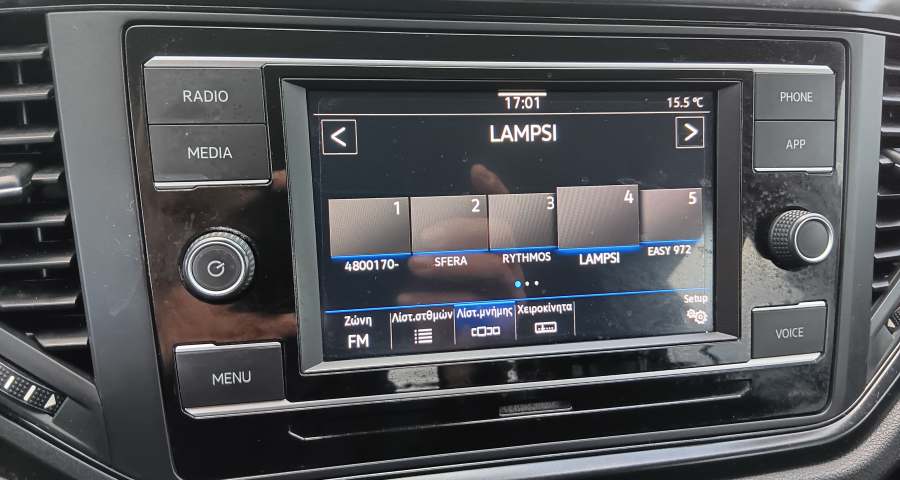 RADIO
MEDIA
MENU
PHONE
APP
VOICE
17:01
15.5 °C
<
LAMPSI
>
1 2 3 4 5
4800170- SFERA RYTHMOS LAMPSI EASY 972
Ζώνη Λίστ.στθμών Λίστ.μνήμης Χειροκίνητα Setup
FM